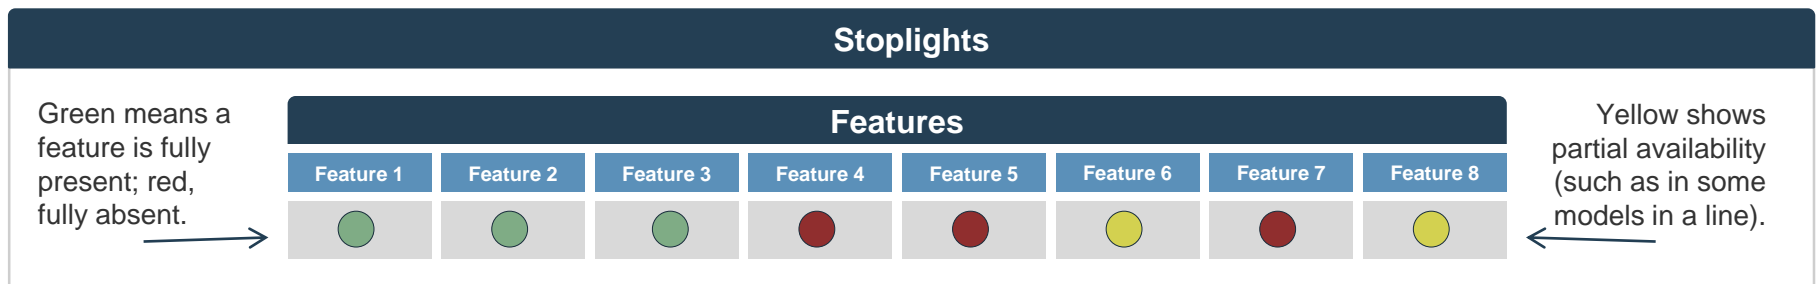 Stoplights
Green means a
feature is fully
present; red,
fully absent.
Features
Feature 1 Feature 2 Feature 3 Feature 4 Feature 5 Feature 6 Feature 7 Feature 8
Yellow shows
partial availability
(such as in some
models in a line).